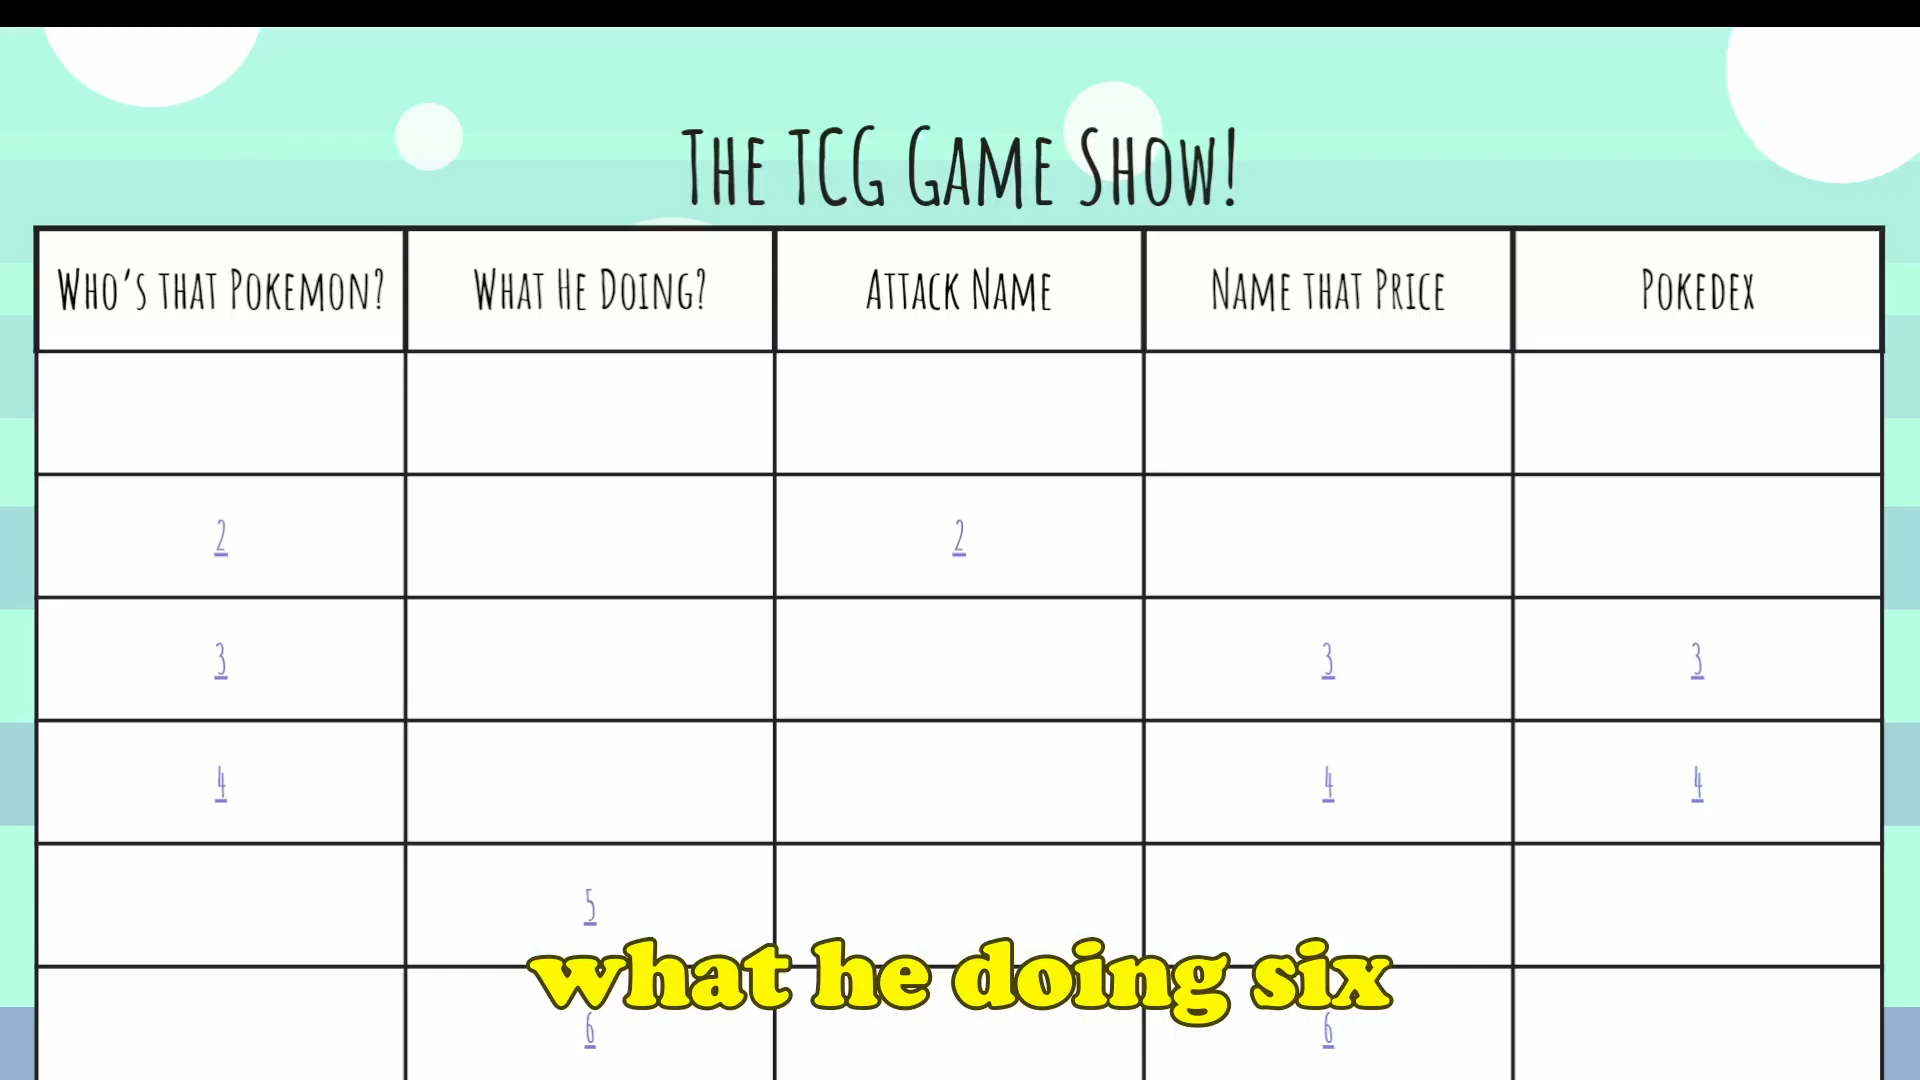 The TCG Game Show!
Who's that Pokemon? What He Doing? Attack Name Name that Price Pokedex
2 2
3 3 3
4 4 4
5
what he doing six
6 6